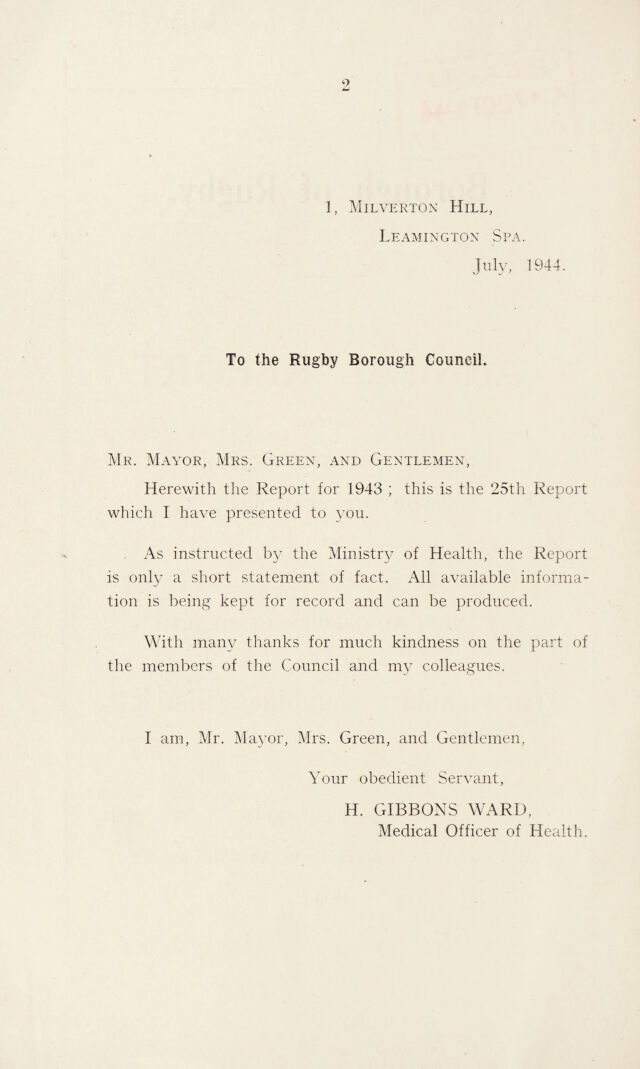 2
1, Milverton Hill,
Leamington Spa.
July, 1944.
To the Rugby Borough Council.
Mr. Mayor, Mrs. Green, and Gentlemen,
Herewith the Report for 1943 ; this is the 25th Report
which I have presented to you.
As instructed by the Ministry of Health, the Report
is only a short statement of fact. All available informa-
tion is being kept for record and can be produced.
With many thanks for much kindness on the part of
the members of the Council and my colleagues.
I am, Mr. Mayor, Mrs. Green, and Gentlemen,
Your obedient Servant,
H. GIBBONS WARD,
Medical Officer of Health.